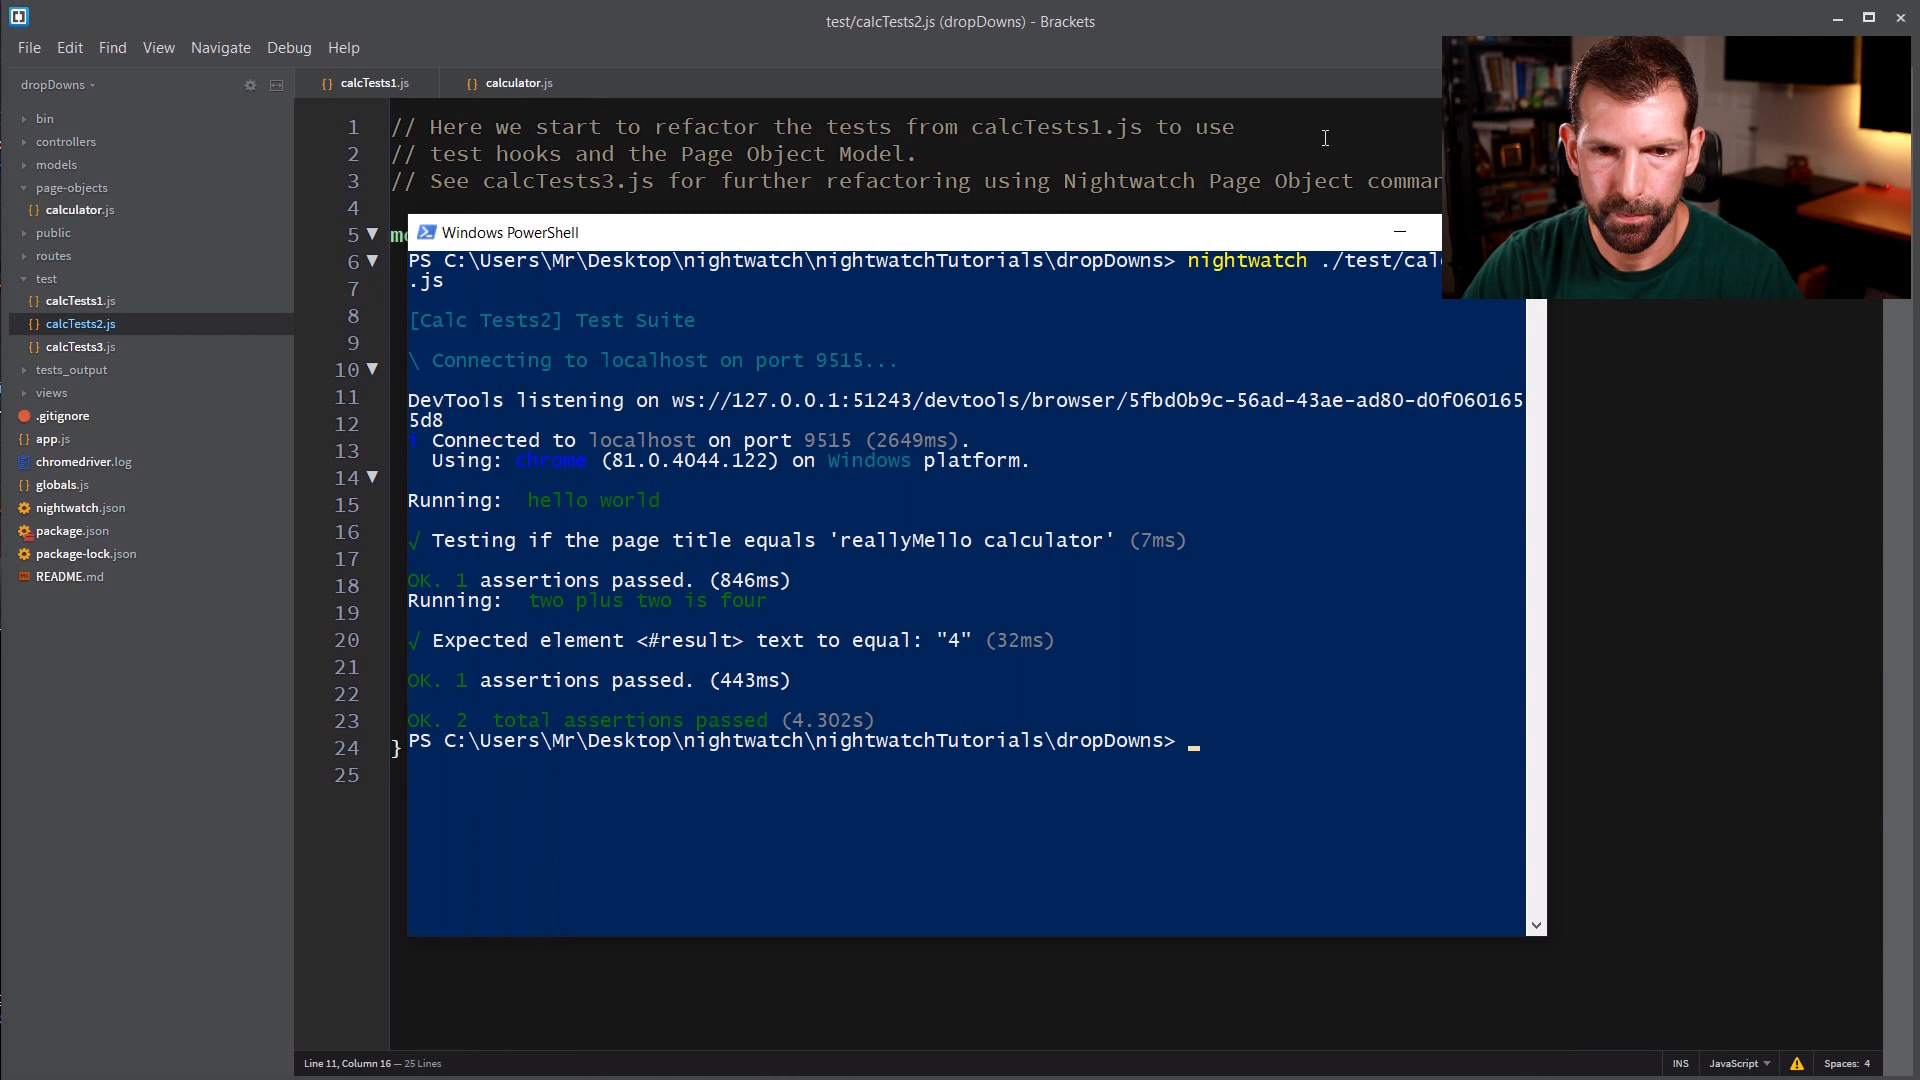 test/calcTests2.js (dropDowns) - Brackets
File Edit Find View Navigate Debug Help
dropDowns
bin
controllers
models
page-objects
calculator.js
public
routes
test
calcTests1.js
calcTests2.js
calcTests3.js
tests_output
views
.gitignore
app.js
chromedriver.log
globals.js
nightwatch.json
package.json
package-lock.json
README.md
calcTests1.js calculator.js
1 // Here we start to refactor the tests from calcTests1.js to use
2 // test hooks and the Page Object Model.
3 // See calcTests3.js for further refactoring using Nightwatch Page Object comman
4
5
6
7
8
9
10
11
12
13
14
15
16
17
18
19
20
21
22
23
24 }
25
Windows PowerShell
PS C:\Users\Mr\Desktop\nightwatch\nightwatchTutorials\dropDowns> nightwatch ./test/cal
.js
[Calc Tests2] Test Suite
\ Connecting to localhost on port 9515...
DevTools listening on ws://127.0.0.1:51243/devtools/browser/5fbd0b9c-56ad-43ae-ad80-d0f060165
5d8
i Connected to localhost on port 9515 (2649ms).
Using: chrome (81.0.4044.122) on Windows platform.
Running: hello world
√ Testing if the page title equals 'reallyMello calculator' (7ms)
OK. 1 assertions passed. (846ms)
Running: two plus two is four
√ Expected element <#result> text to equal: "4" (32ms)
OK. 1 assertions passed. (443ms)
OK. 2 total assertions passed (4.302s)
PS C:\Users\Mr\Desktop\nightwatch\nightwatchTutorials\dropDowns>
Line 11, Column 16 — 25 Lines
INS JavaScript Spaces: 4